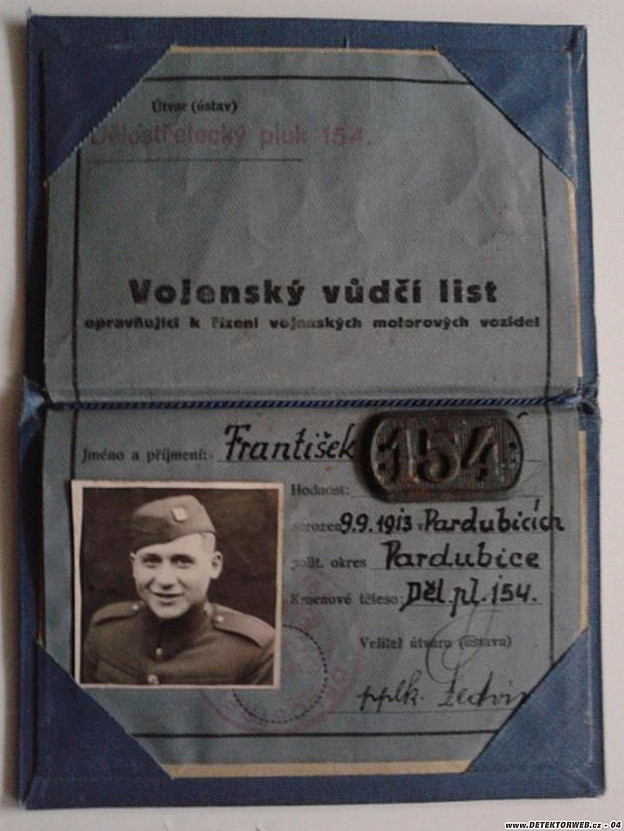 Útvar (ústav)
Dělostřelecký pluk 154.
Vojenský vůdčí list
opravňující k řízení vojenských motorových vozidel
Jméno a příjmení: František
154
Hodnost:
narozen 9.9.1913 v Pardubicích
polit. okres Pardubice
Kmenové těleso: Děl. pl. 154.
Velitel útvaru (ústavu)
pplk.
www.DETEKTORWEB.cz - 04